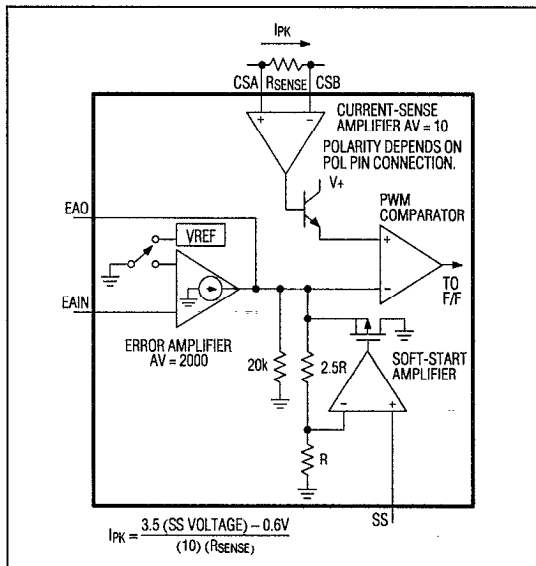 IPK
CSA RSENSE CSB
CURRENT-SENSE
AMPLIFIER AV = 10
POLARITY DEPENDS ON
POL PIN CONNECTION.
V+
PWM
COMPARATOR
+ −
+
−
TO
F/F
EAO
VREF
EAIN
ERROR AMPLIFIER
AV = 2000
20k
2.5R
SOFT-START
AMPLIFIER
− +
R
SS
IPK = 3.5 (SS VOLTAGE) – 0.6V
(10) (RSENSE)